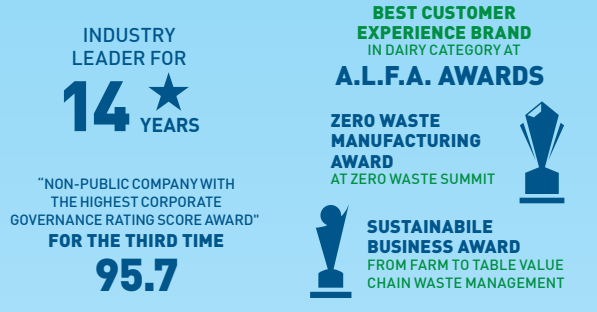 INDUSTRY
LEADER FOR
14
YEARS
"NON-PUBLIC COMPANY WITH
THE HIGHEST CORPORATE
GOVERNANCE RATING SCORE AWARD"
FOR THE THIRD TIME
95.7
BEST CUSTOMER
EXPERIENCE BRAND
IN DAIRY CATEGORY AT
A.L.F.A. AWARDS
ZERO WASTE
MANUFACTURING
AWARD
AT ZERO WASTE SUMMIT
SUSTAINABILE
BUSINESS AWARD
FROM FARM TO TABLE VALUE
CHAIN WASTE MANAGEMENT